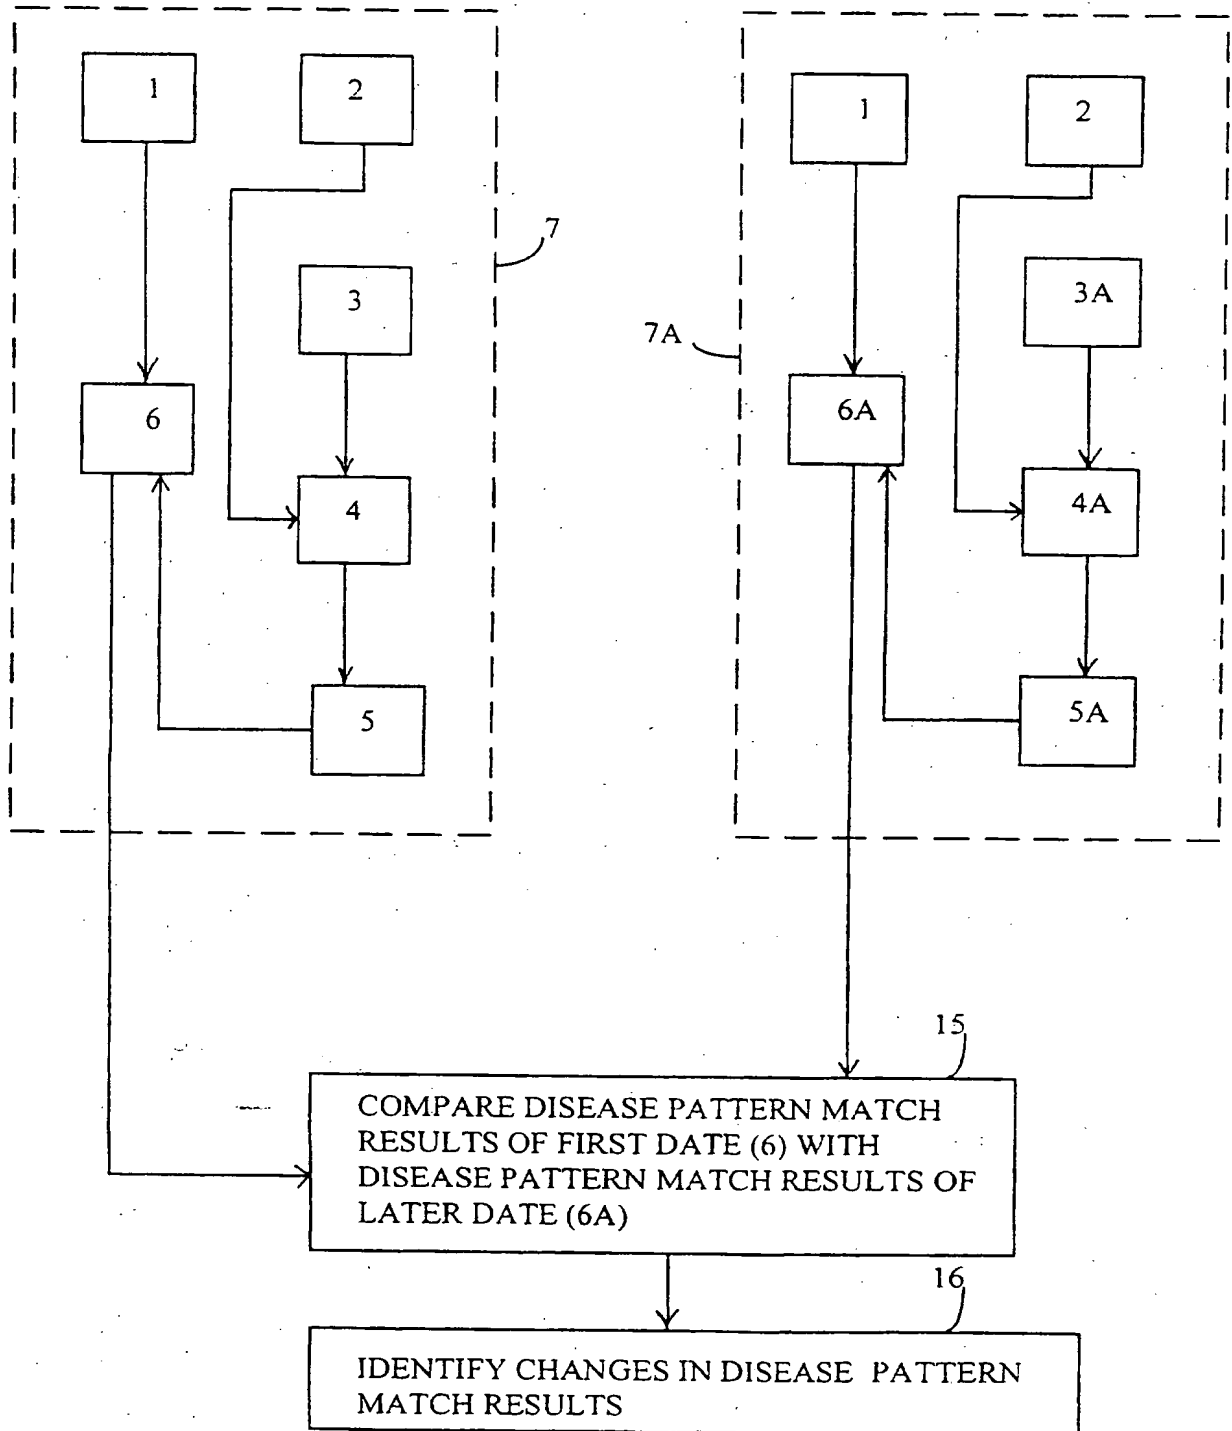 1
2
3
4
5
6
7
1
2
3A
4A
5A
6A
7A
15
COMPARE DISEASE PATTERN MATCH
RESULTS OF FIRST DATE (6) WITH
DISEASE PATTERN MATCH RESULTS OF
LATER DATE (6A)
16
IDENTIFY CHANGES IN DISEASE PATTERN
MATCH RESULTS